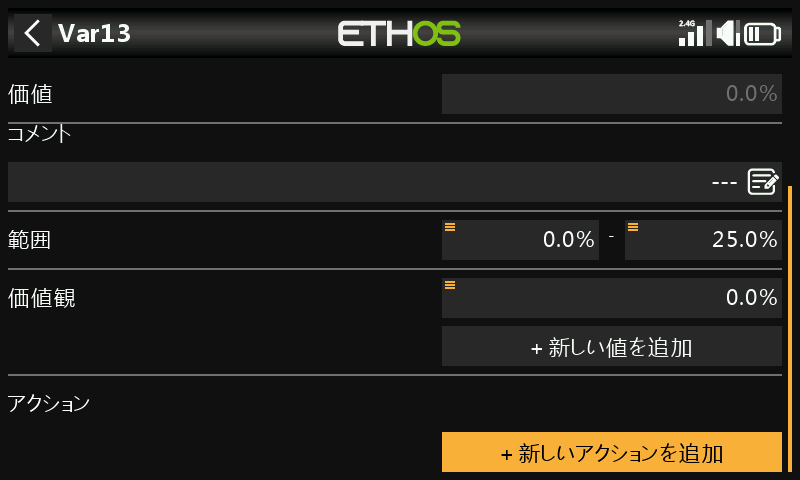 Var13
ETHOS
2.4G
価値
0.0%
コメント
---
範囲
0.0% - 25.0%
価値観
0.0%
+ 新しい値を追加
アクション
+ 新しいアクションを追加